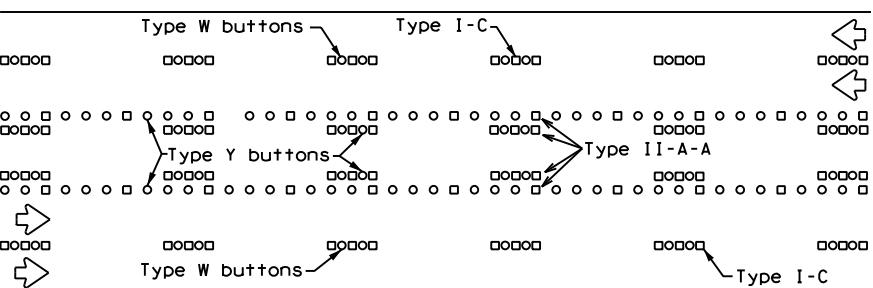 Type W buttons
Type I-C
Type Y buttons
Type II-A-A
Type W buttons
Type I-C